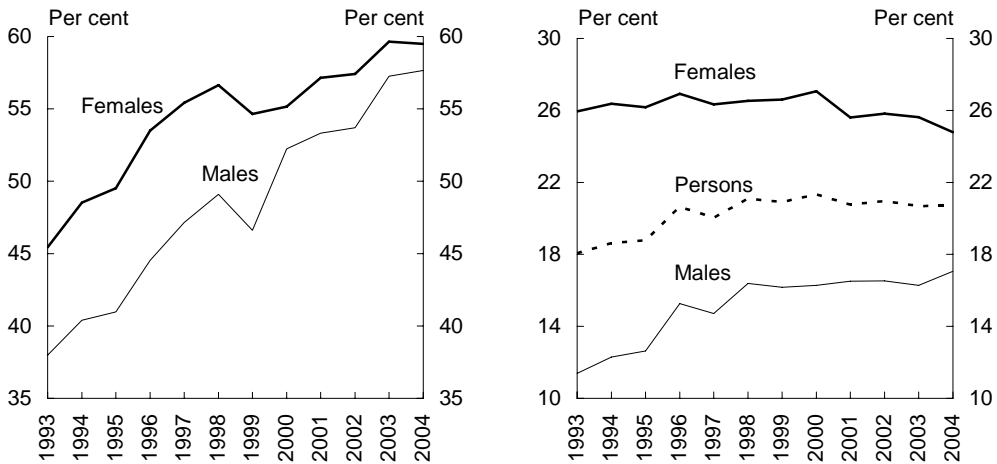 Per cent Per cent
60 60
55 55
50 50
45 45
40 40
35 35
Females
Males
1993 1994 1995 1996 1997 1998 1999 2000 2001 2002 2003 2004
Per cent Per cent
30 30
26 26
22 22
18 18
14 14
10 10
Females
Persons
Males
1993 1994 1995 1996 1997 1998 1999 2000 2001 2002 2003 2004